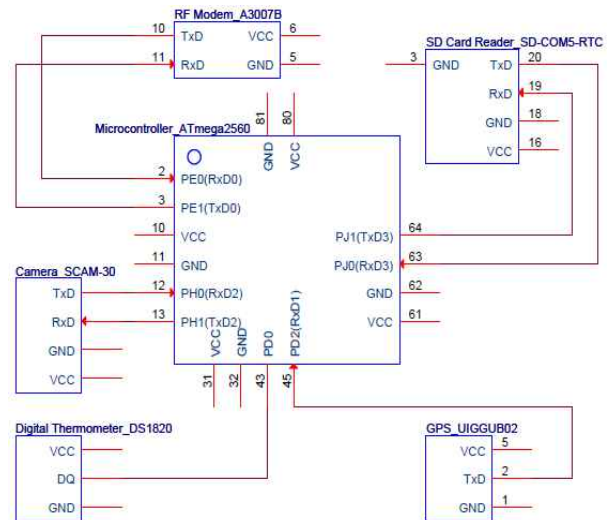 RF Modem_A3007B
10 TxD VCC 6
11 RxD GND 5
SD Card Reader_SD-COM5-RTC
3 GND TxD 20
RxD 19
GND 18
VCC 16
Microcontroller_ATmega2560
81 GND
80 VCC
2 PE0(RxD0)
3 PE1(TxD0)
10 VCC
11 GND
12 PH0(RxD2)
13 PH1(TxD2)
PJ1(TxD3) 64
PJ0(RxD3) 63
GND 62
VCC 61
VCC 31
GND 32
PD0 43
PD2(RxD1) 45
Camera_SCAM-30
TxD
RxD
GND
VCC
Digital Thermometer_DS1820
VCC
DQ
GND
GPS_UIGGUB02
VCC 5
TxD 2
GND 1